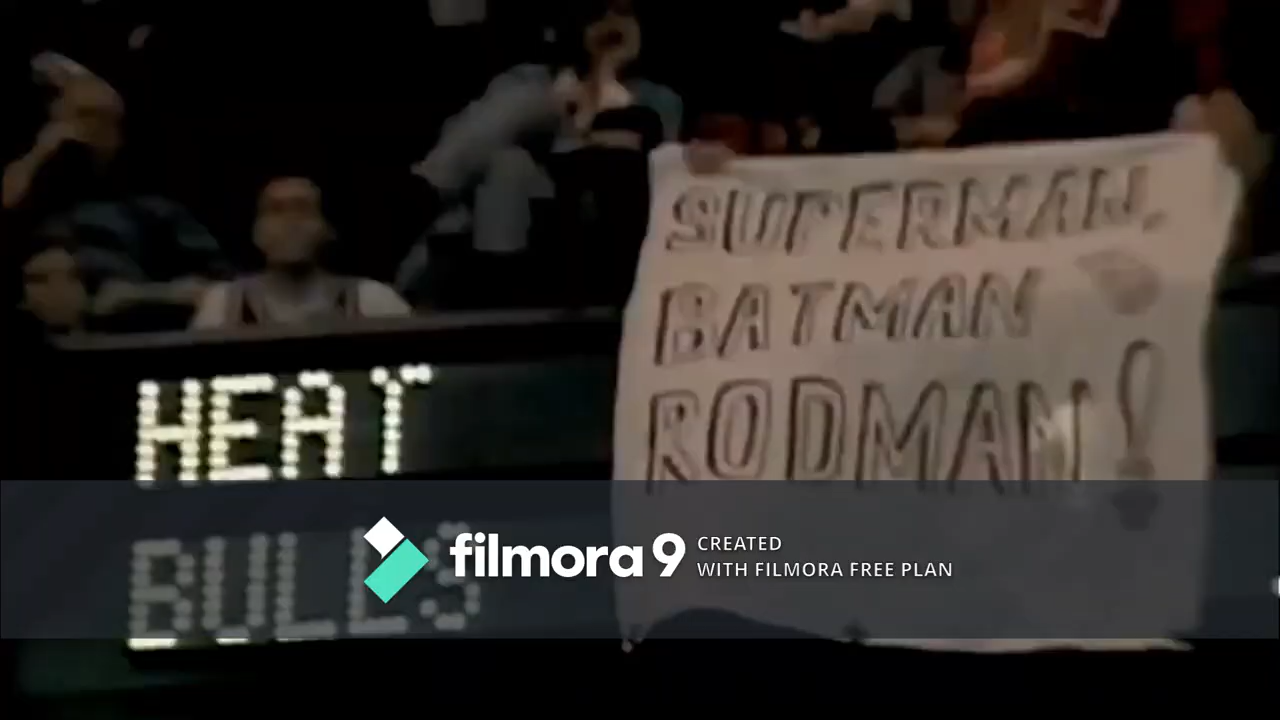 SUPERMAN,
BATMAN
RODMAN!
HEAT
BULLS
filmora 9 CREATED
WITH FILMORA FREE PLAN